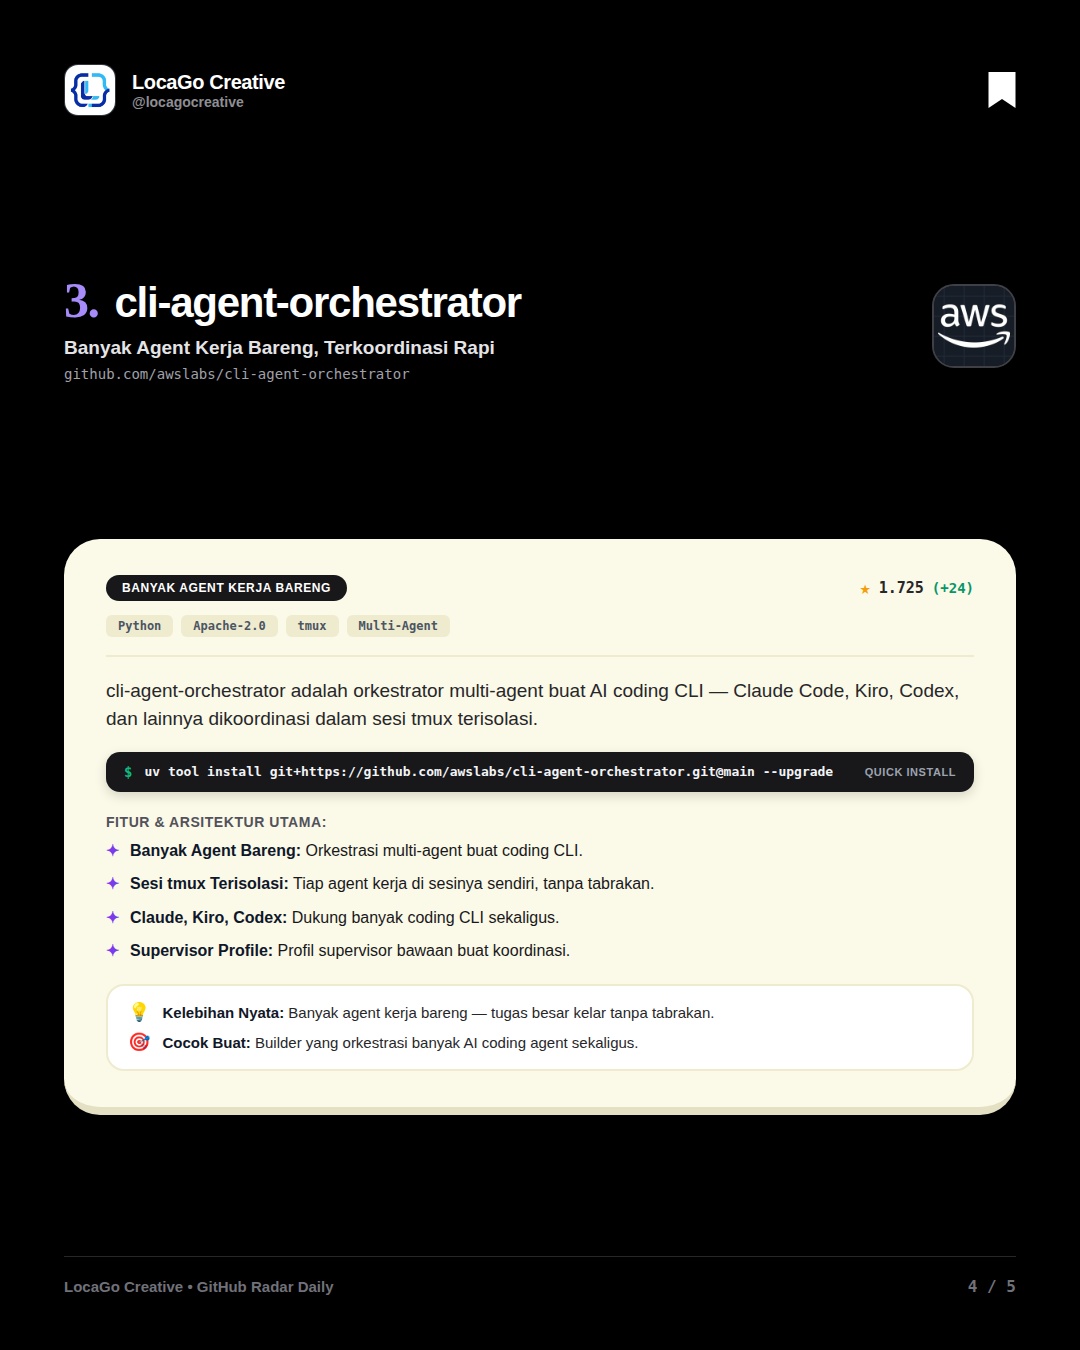 LocaGo Creative
@locagocreative
3. cli-agent-orchestrator
Banyak Agent Kerja Bareng, Terkoordinasi Rapi
github.com/awslabs/cli-agent-orchestrator
aws
BANYAK AGENT KERJA BARENG
★ 1.725 (+24)
Python Apache-2.0 tmux Multi-Agent
cli-agent-orchestrator adalah orkestrator multi-agent buat AI coding CLI — Claude Code, Kiro, Codex,
dan lainnya dikoordinasi dalam sesi tmux terisolasi.
$ uv tool install git+https://github.com/awslabs/cli-agent-orchestrator.git@main --upgrade QUICK INSTALL
FITUR & ARSITEKTUR UTAMA:
✦ Banyak Agent Bareng: Orkestrasi multi-agent buat coding CLI.
✦ Sesi tmux Terisolasi: Tiap agent kerja di sesinya sendiri, tanpa tabrakan.
✦ Claude, Kiro, Codex: Dukung banyak coding CLI sekaligus.
✦ Supervisor Profile: Profil supervisor bawaan buat koordinasi.
💡 Kelebihan Nyata: Banyak agent kerja bareng — tugas besar kelar tanpa tabrakan.
🎯 Cocok Buat: Builder yang orkestrasi banyak AI coding agent sekaligus.
LocaGo Creative • GitHub Radar Daily
4 / 5